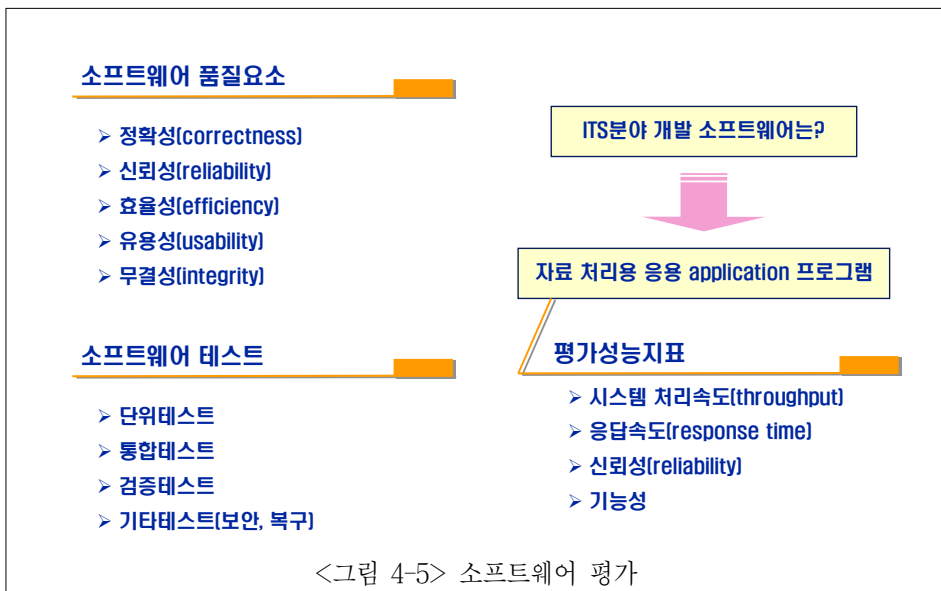 소프트웨어 품질요소
➢ 정확성(correctness)
➢ 신뢰성(reliability)
➢ 효율성(efficiency)
➢ 유용성(usability)
➢ 무결성(integrity)
소프트웨어 테스트
➢ 단위테스트
➢ 통합테스트
➢ 검증테스트
➢ 기타테스트(보안, 복구)
ITS분야 개발 소프트웨어는?
자료 처리용 응용 application 프로그램
평가성능지표
➢ 시스템 처리속도(throughput)
➢ 응답속도(response time)
➢ 신뢰성(reliability)
➢ 기능성
<그림 4-5> 소프트웨어 평가